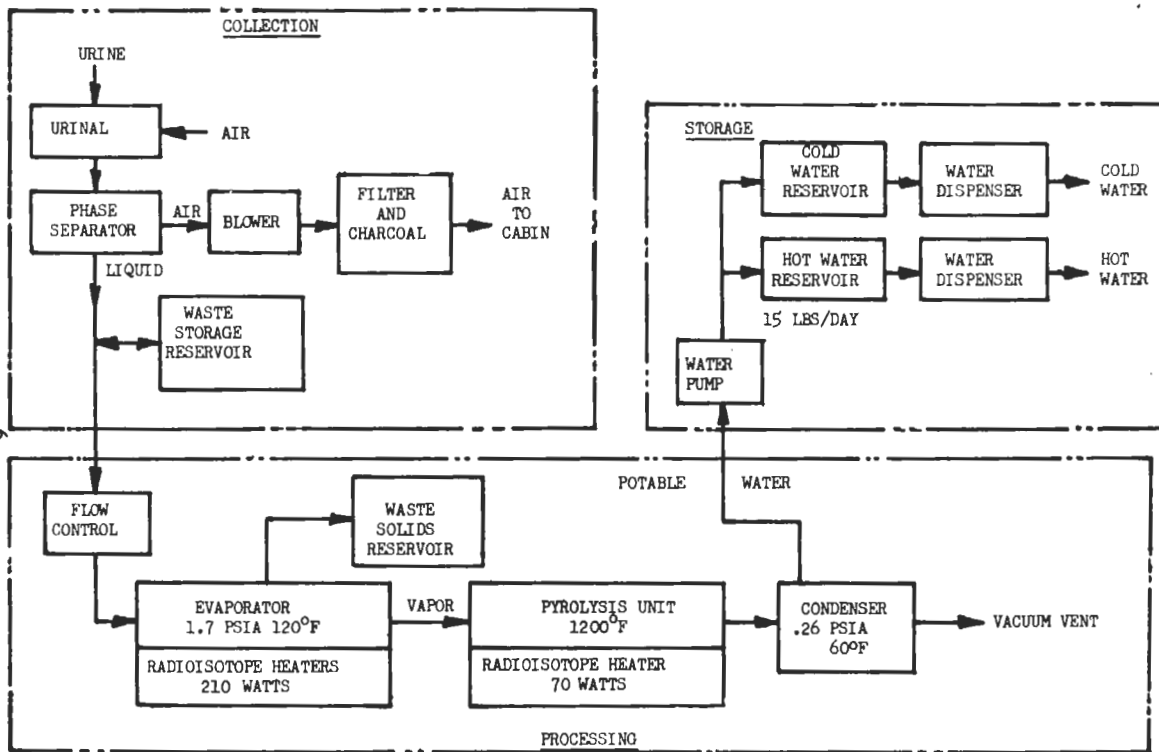 COLLECTION
URINE
URINAL
AIR
PHASE
SEPARATOR
AIR
BLOWER
FILTER
AND
CHARCOAL
AIR
TO
CABIN
LIQUID
WASTE
STORAGE
RESERVOIR
STORAGE
COLD
WATER
RESERVOIR
WATER
DISPENSER
COLD
WATER
HOT WATER
RESERVOIR
WATER
DISPENSER
HOT
WATER
15 LBS/DAY
WATER
PUMP
POTABLE WATER
FLOW
CONTROL
WASTE
SOLIDS
RESERVOIR
EVAPORATOR
1.7 PSIA 120°F
RADIOISOTOPE HEATERS
210 WATTS
VAPOR
PYROLYSIS UNIT
1200°F
RADIOISOTOPE HEATER
70 WATTS
CONDENSER
.26 PSIA
60°F
VACUUM VENT
PROCESSING